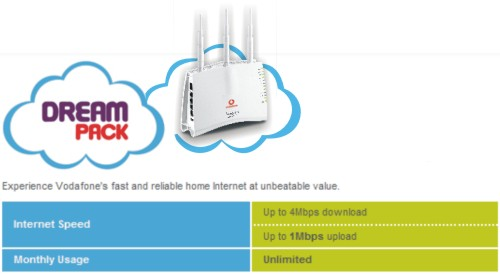 DREAM
PACK
Experience Vodafone's fast and reliable home Internet at unbeatable value.
Internet Speed
Up to 4Mbps download
Up to 1Mbps upload
Monthly Usage
Unlimited